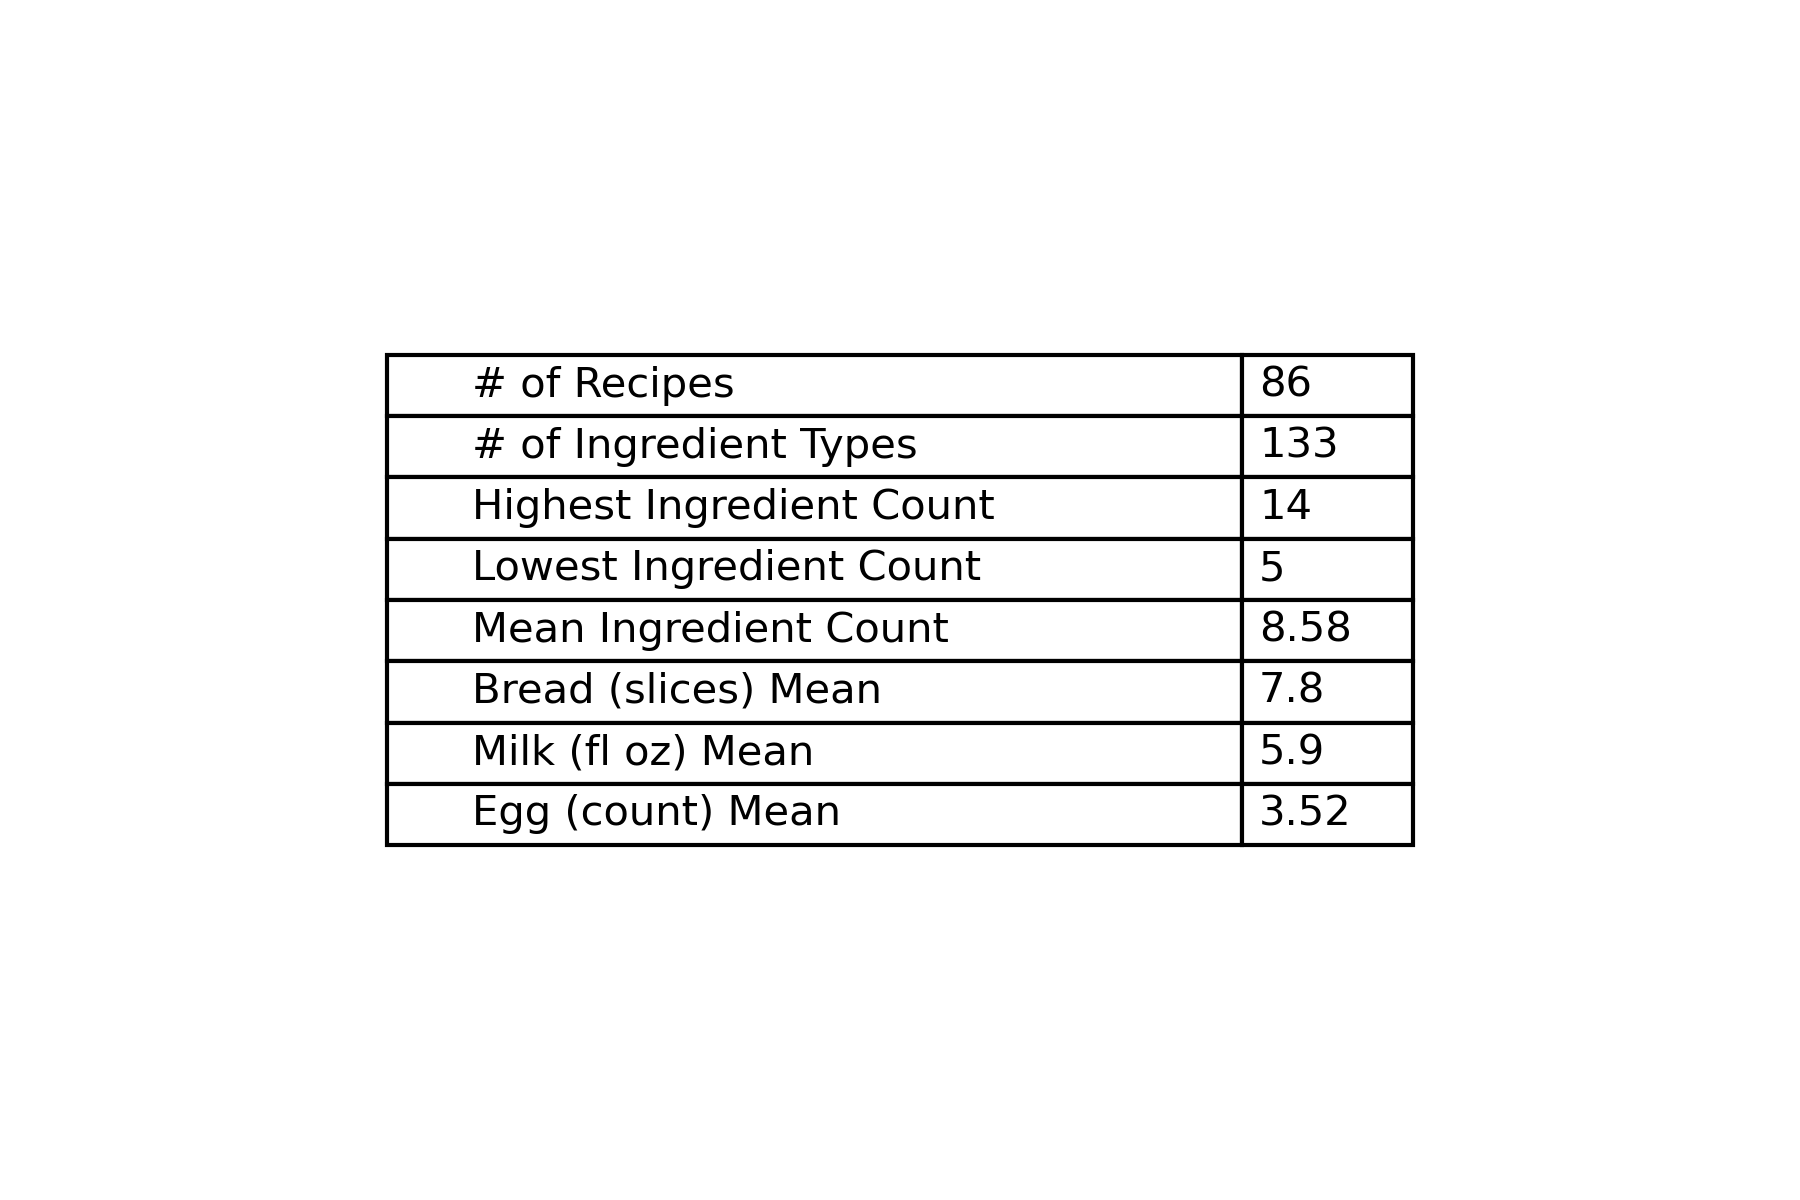 # of Recipes 86
# of Ingredient Types 133
Highest Ingredient Count 14
Lowest Ingredient Count 5
Mean Ingredient Count 8.58
Bread (slices) Mean 7.8
Milk (fl oz) Mean 5.9
Egg (count) Mean 3.52